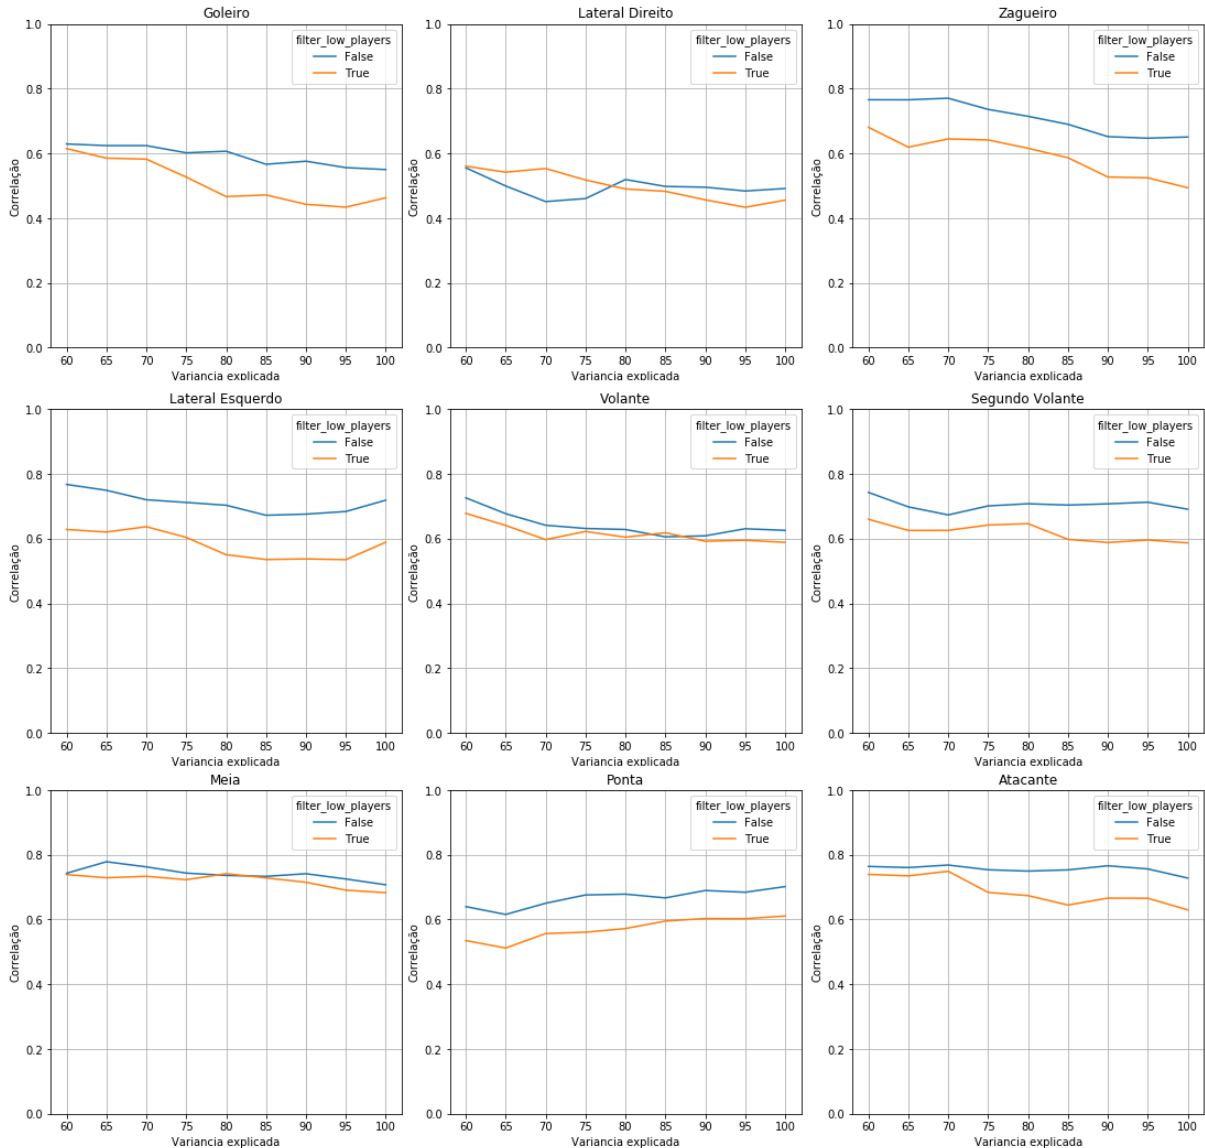 Goleiro
Correlação
1.0
0.8
0.6
0.4
0.2
0.0
filter_low_players
False
True
60 65 70 75 80 85 90 95 100
Variancia explicada
Lateral Direito
Correlação
1.0
0.8
0.6
0.4
0.2
0.0
filter_low_players
False
True
60 65 70 75 80 85 90 95 100
Variancia explicada
Zagueiro
Correlação
1.0
0.8
0.6
0.4
0.2
0.0
filter_low_players
False
True
60 65 70 75 80 85 90 95 100
Variancia explicada
Lateral Esquerdo
Correlação
1.0
0.8
0.6
0.4
0.2
0.0
filter_low_players
False
True
60 65 70 75 80 85 90 95 100
Variancia explicada
Volante
Correlação
1.0
0.8
0.6
0.4
0.2
0.0
filter_low_players
False
True
60 65 70 75 80 85 90 95 100
Variancia explicada
Segundo Volante
Correlação
1.0
0.8
0.6
0.4
0.2
0.0
filter_low_players
False
True
60 65 70 75 80 85 90 95 100
Variancia explicada
Meia
Correlação
1.0
0.8
0.6
0.4
0.2
0.0
filter_low_players
False
True
60 65 70 75 80 85 90 95 100
Variancia explicada
Ponta
Correlação
1.0
0.8
0.6
0.4
0.2
0.0
filter_low_players
False
True
60 65 70 75 80 85 90 95 100
Variancia explicada
Atacante
Correlação
1.0
0.8
0.6
0.4
0.2
0.0
filter_low_players
False
True
60 65 70 75 80 85 90 95 100
Variancia explicada